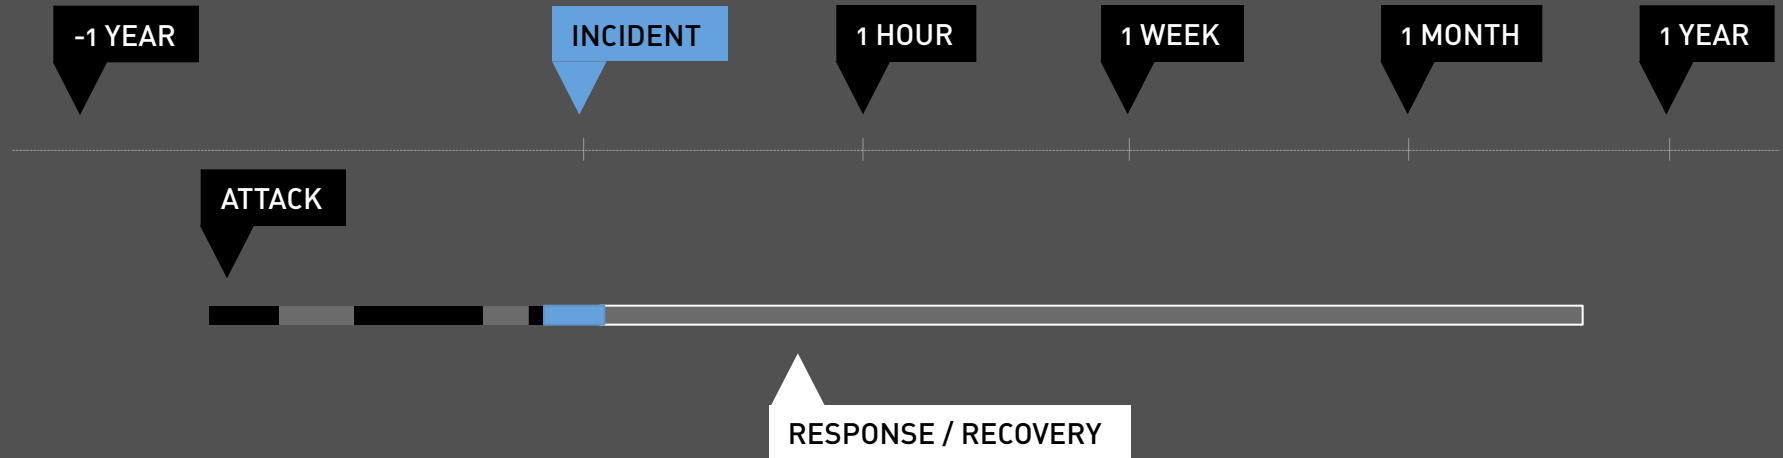 -1 YEAR
INCIDENT
1 HOUR
1 WEEK
1 MONTH
1 YEAR
ATTACK
RESPONSE / RECOVERY